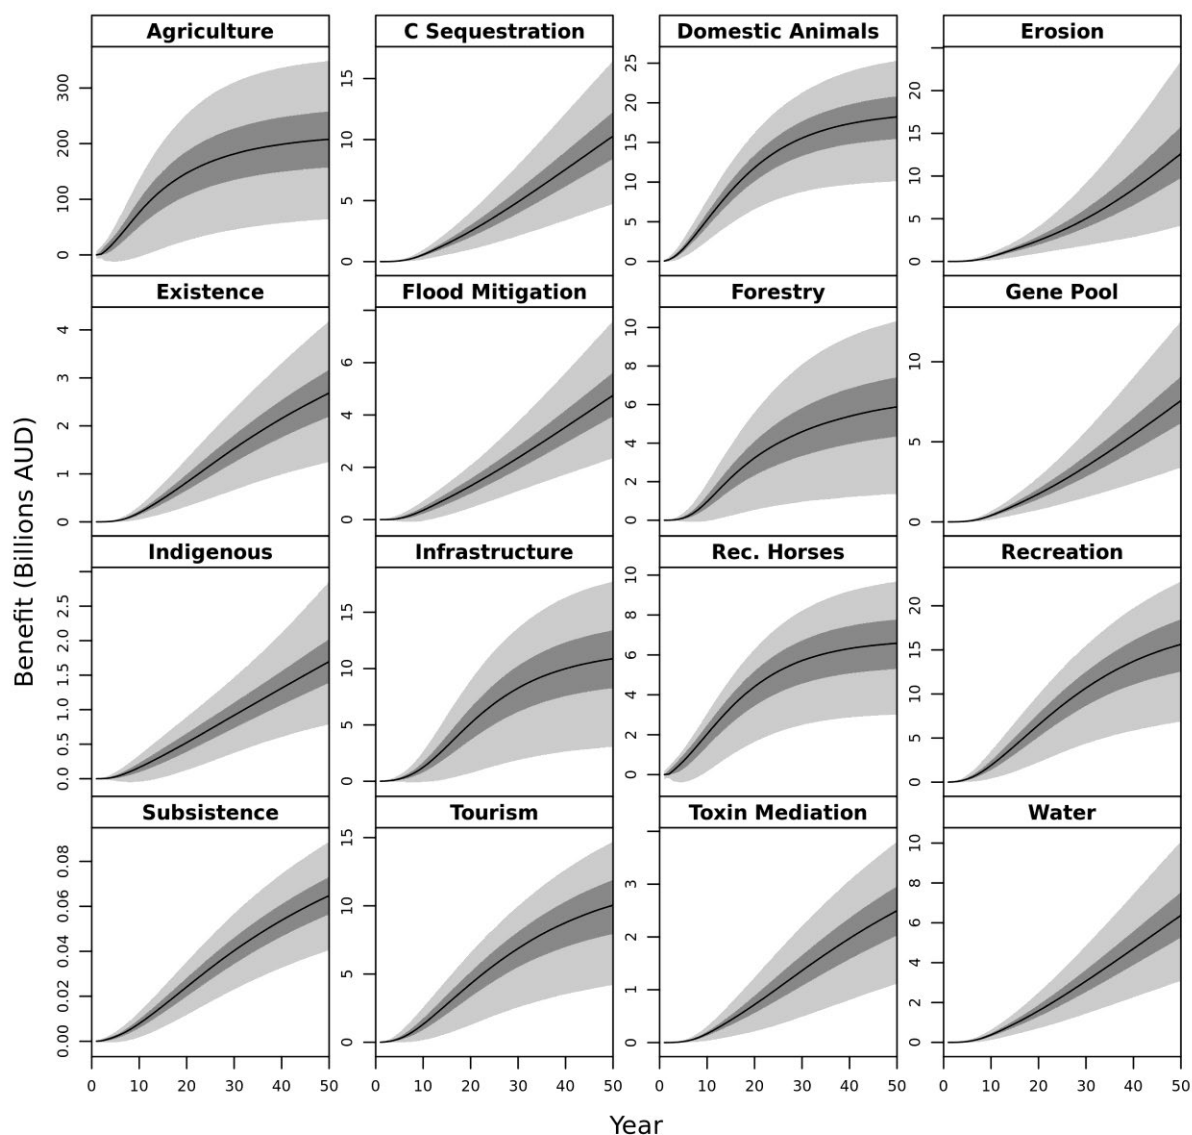 Agriculture
C Sequestration
Domestic Animals
Erosion
0 100 200 300
0 5 10 15
0 5 10 15 20 25
0 5 10 15 20
Existence
Flood Mitigation
Forestry
Gene Pool
0 1 2 3 4
0 2 4 6
0 2 4 6 8 10
0 5 10
Benefit (Billions AUD)
Indigenous
Infrastructure
Rec. Horses
Recreation
0.0 0.5 1.0 1.5 2.0 2.5
0 5 10 15
0 2 4 6 8 10
0 5 10 15 20
Subsistence
Tourism
Toxin Mediation
Water
0.00 0.02 0.04 0.06 0.08
0 5 10 15
0 1 2 3
0 2 4 6 8 10
0 10 20 30 40 50
0 10 20 30 40 50
0 10 20 30 40 50
0 10 20 30 40 50
Year